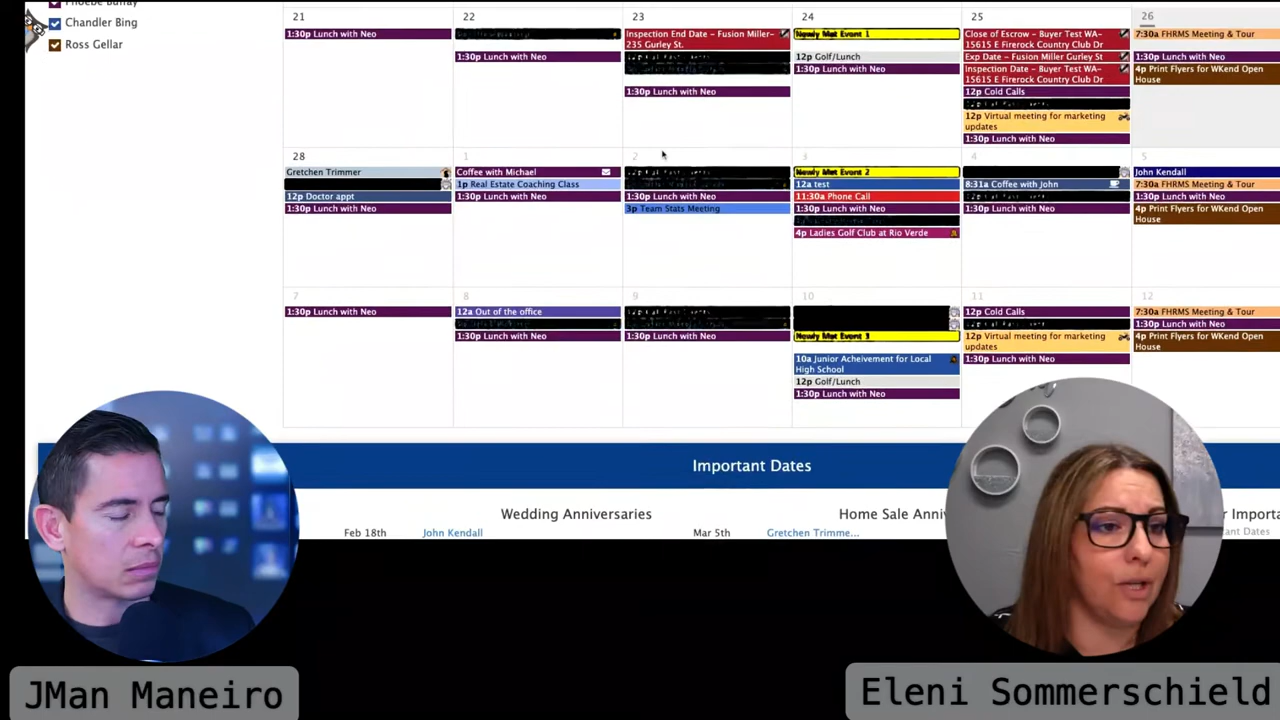 Chandler Bing
Ross Gellar
21
22
23
24
25
26
1:30p Lunch with Neo
1:30p Lunch with Neo
Inspection End Date - Fusion Miller-
235 Gurley St.
1:30p Lunch with Neo
Newly Met Event 1
12p Golf/Lunch
1:30p Lunch with Neo
Close of Escrow - Buyer Test WA-
15615 E Firerock Country Club Dr
Exp Date - Fusion Miller Gurley St
Inspection Date - Buyer Test WA-
15615 E Firerock Country Club Dr
12p Cold Calls
12p Virtual meeting for marketing
updates
1:30p Lunch with Neo
7:30a FHRMS Meeting & Tour
1:30p Lunch with Neo
4p Print Flyers for WKend Open
House
28
1
2
3
4
5
Gretchen Trimmer
12p Doctor appt
1:30p Lunch with Neo
Coffee with Michael
1p Real Estate Coaching Class
1:30p Lunch with Neo
1:30p Lunch with Neo
3p Team Stats Meeting
Newly Met Event 2
12a test
11:30a Phone Call
1:30p Lunch with Neo
4p Ladies Golf Club at Rio Verde
8:31a Coffee with John
1:30p Lunch with Neo
John Kendall
7:30a FHRMS Meeting & Tour
1:30p Lunch with Neo
4p Print Flyers for WKend Open
House
7
8
9
10
11
12
1:30p Lunch with Neo
12a Out of the office
1:30p Lunch with Neo
1:30p Lunch with Neo
Newly Met Event 3
10a Junior Acheivement for Local
High School
12p Golf/Lunch
1:30p Lunch with Neo
12p Cold Calls
12p Virtual meeting for marketing
updates
1:30p Lunch with Neo
7:30a FHRMS Meeting & Tour
1:30p Lunch with Neo
4p Print Flyers for WKend Open
House
Important Dates
Wedding Anniversaries
Feb 18th John Kendall
Home Sale Anni
Mar 5th Gretchen Trimme...
r Importa
Dates
JMan Maneiro
Eleni Sommerschield